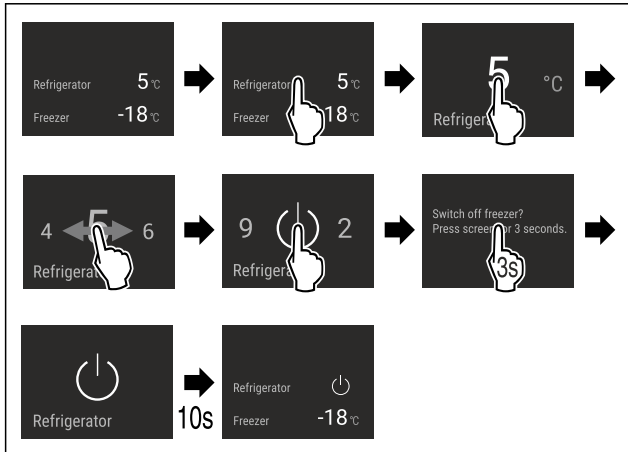 Refrigerator 5 °C
Freezer -18 °C
Refrigerator 5 °C
Freezer 18 °C
5 °C
Refrigera
4 5 6
Refrigerat
9 2
Refrigera
Switch off freezer?
Press screen for 3 seconds.
3s
Refrigerator
10s
Refrigerator
Freezer -18 °C